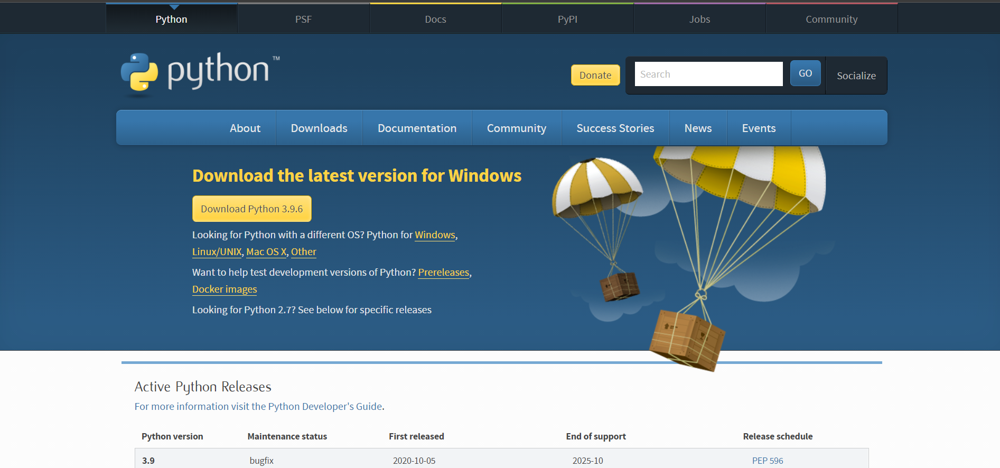 Python PSF Docs PyPI Jobs Community
python™
Donate Search GO Socialize
About Downloads Documentation Community Success Stories News Events
Download the latest version for Windows
Download Python 3.9.6
Looking for Python with a different OS? Python for Windows,
Linux/UNIX, Mac OS X, Other
Want to help test development versions of Python? Prereleases,
Docker images
Looking for Python 2.7? See below for specific releases
Active Python Releases
For more information visit the Python Developer's Guide.
Python version Maintenance status First released End of support Release schedule
3.9 bugfix 2020-10-05 2025-10 PEP 596